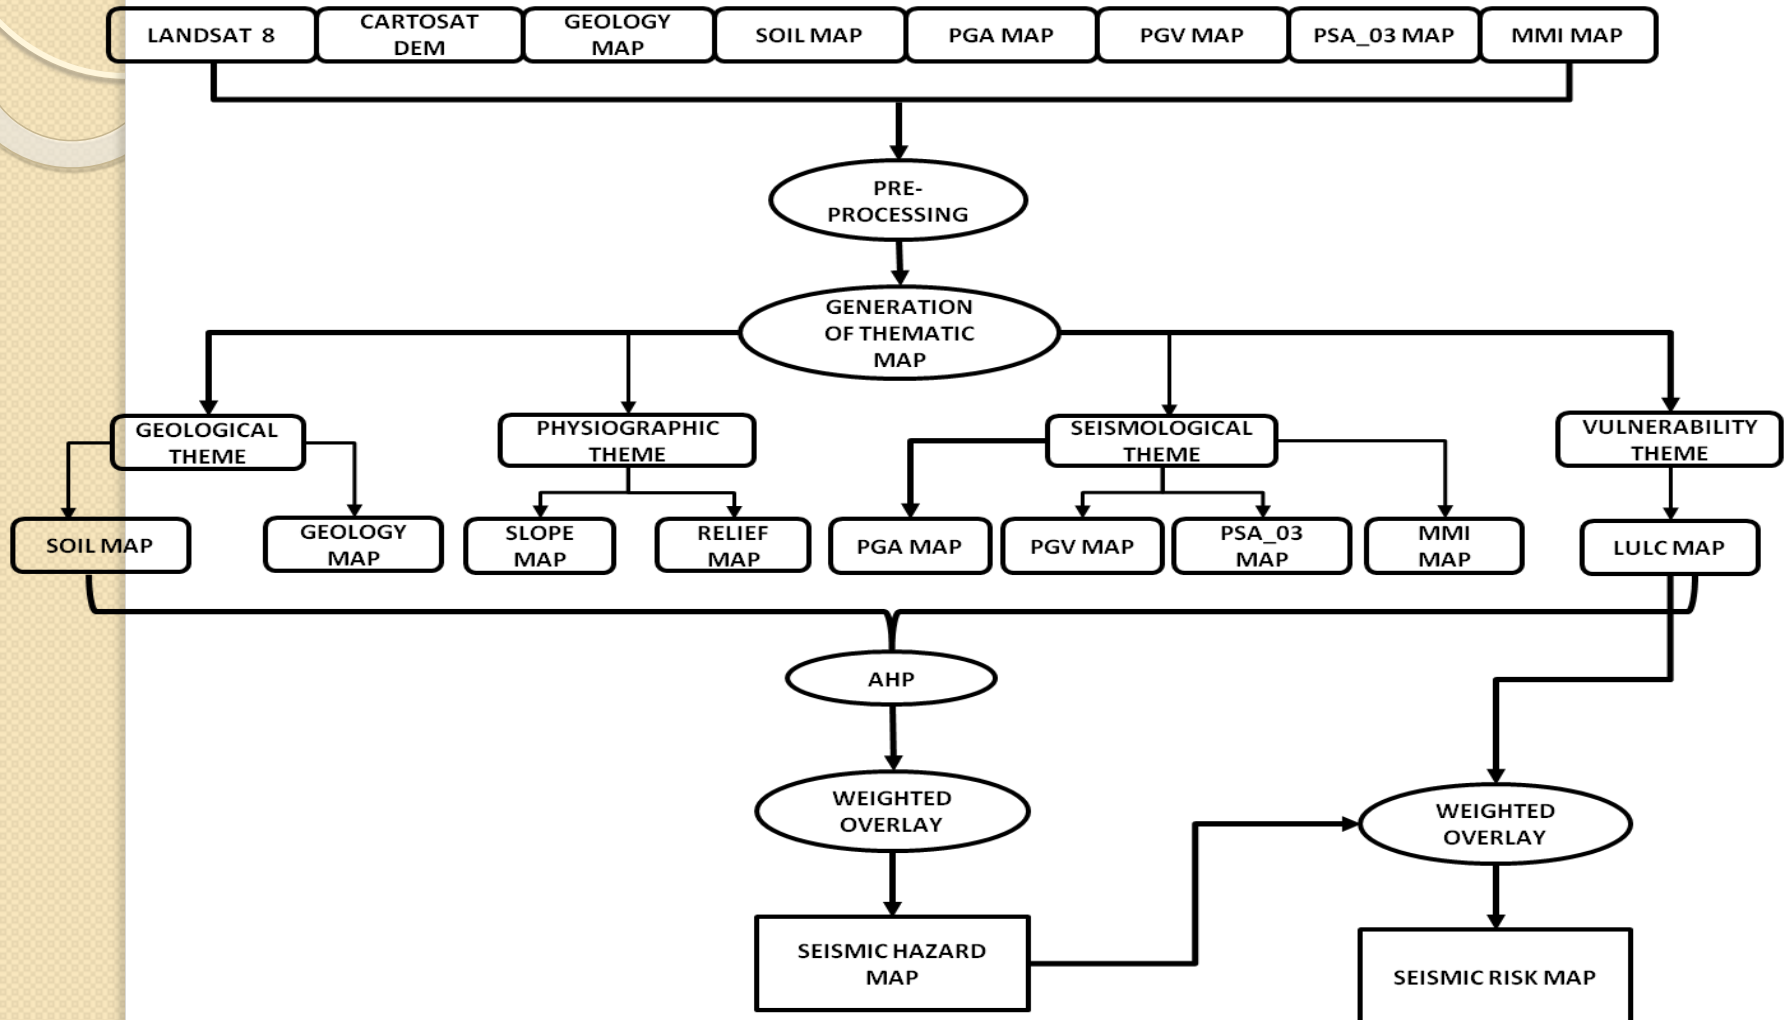 LANDSAT 8
CARTOSAT
DEM
GEOLOGY
MAP
SOIL MAP
PGA MAP
PGV MAP
PSA_03 MAP
MMI MAP
PRE-
PROCESSING
GENERATION
OF THEMATIC
MAP
GEOLOGICAL
THEME
PHYSIOGRAPHIC
THEME
SEISMOLOGICAL
THEME
VULNERABILITY
THEME
SOIL MAP
GEOLOGY
MAP
SLOPE
MAP
RELIEF
MAP
PGA MAP
PGV MAP
PSA_03
MAP
MMI
MAP
LULC MAP
AHP
WEIGHTED
OVERLAY
WEIGHTED
OVERLAY
SEISMIC HAZARD
MAP
SEISMIC RISK MAP